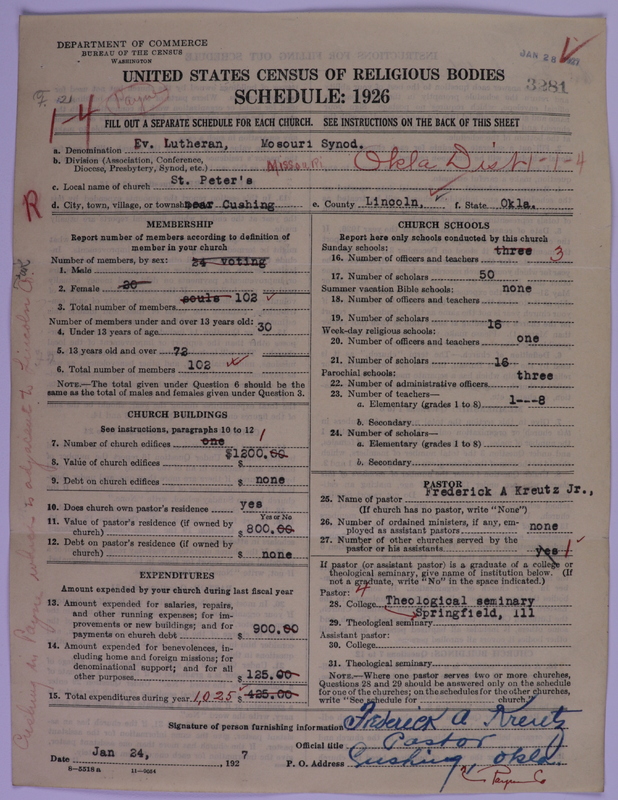 DEPARTMENT OF COMMERCE
BUREAU OF THE CENSUS
WASHINGTON
JAN 28
3281
UNITED STATES CENSUS OF RELIGIOUS BODIES
SCHEDULE: 1926
Payne
1-4
FILL OUT A SEPARATE SCHEDULE FOR EACH CHURCH. SEE INSTRUCTIONS ON THE BACK OF THIS SHEET
a. Denomination Ev. Lutheran, Mosouri Synod.
b. Division (Association, Conference, Diocese, Presbytery, Synod, etc.) Missouri Okla Dist 1-1-4
c. Local name of church St. Peter's
d. City, town, village, or township near Cushing e. County Lincoln, f. State Okla.
MEMBERSHIP
Report number of members according to definition of member in your church
Number of members, by sex: 24 voting
1. Male
2. Female 20
3. Total number of members souls 102
Number of members under and over 13 years old:
4. Under 13 years of age 30
5. 13 years old and over 72
6. Total number of members 102
NOTE.—The total given under Question 6 should be the same as the total of males and females given under Question 3.
CHURCH BUILDINGS
See instructions, paragraphs 10 to 12
7. Number of church edifices one 1
8. Value of church edifices $1200.00
9. Debt on church edifices $ none
10. Does church own pastor's residence? yes
Yes or No
11. Value of pastor's residence (if owned by church) $ 800.00
12. Debt on pastor's residence (if owned by church) $ none
EXPENDITURES
Amount expended by your church during last fiscal year
13. Amount expended for salaries, repairs, and other running expenses; for improvements or new buildings; and for payments on church debt $ 900.00
14. Amount expended for benevolences, including home and foreign missions; for denominational support; and for all other purposes $ 125.00
15. Total expenditures during year 1,025 $ 425.00
CHURCH SCHOOLS
Report here only schools conducted by this church
Sunday schools:
16. Number of officers and teachers three 3
17. Number of scholars 50
Summer vacation Bible schools: none
18. Number of officers and teachers
19. Number of scholars 16
Week-day religious schools:
20. Number of officers and teachers one
21. Number of scholars 16
Parochial schools: three
22. Number of administrative officers
23. Number of teachers—
a. Elementary (grades 1 to 8) 1---8
b. Secondary
24. Number of scholars—
a. Elementary (grades 1 to 8)
b. Secondary
PASTOR
25. Name of pastor Frederick A Kreutz Jr.,
(If church has no pastor, write "None")
26. Number of ordained ministers, if any, employed as assistant pastors none
27. Number of other churches served by the pastor or his assistants yes 1
If pastor (or assistant pastor) is a graduate of a college or theological seminary, give name of institution below. (If not a graduate, write "No" in the space indicated.)
Pastor: 4
28. College Theological seminary
29. Theological seminary Springfield, Ill
Assistant pastor:
30. College
31. Theological seminary
NOTE.—Where one pastor serves two or more churches, Questions 28 and 29 should be answered only on the schedule for one of the churches; on the schedules for the other churches, write "See schedule for church."
Signature of person furnishing information Frederick A Kreutz
Official title Pastor
Date Jan 24, 1927 P. O. Address Cushing, Okla
Payne Co
8-5518a 11-9034
Cushing in Payne which is adjacent to Lincoln Co.